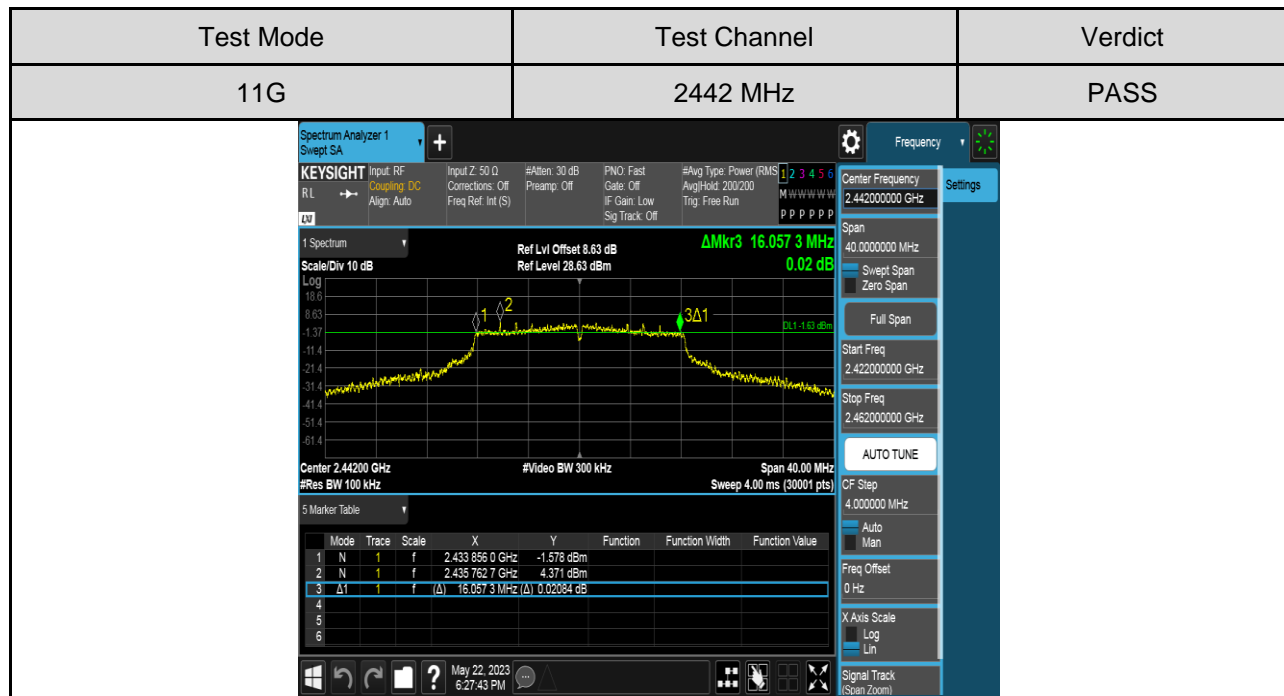 Test Mode Test Channel Verdict
11G 2442 MHz PASS
Spectrum Analyzer 1
Swept SA
+
Frequency
KEYSIGHT Input: RF Input Z: 50 Ω #Atten: 30 dB PNO: Fast #Avg Type: Power (RMS 1 2 3 4 5 6
RL Coupling: DC Corrections: Off Preamp: Off Gate: Off Avg|Hold: 200/200 M W W W W W
Align: Auto Freq Ref: Int (S) IF Gain: Low Trig: Free Run
LXI Sig Track: Off P P P P P P
1 Spectrum
Ref Lvl Offset 8.63 dB ΔMkr3 16.057 3 MHz
Scale/Div 10 dB Ref Level 28.63 dBm 0.02 dB
Log
18.6
8.63
-1.37
-11.4
-21.4
-31.4
-41.4
-51.4
-61.4
1 2 3Δ1
DL1 -1.63 dBm
Center 2.44200 GHz #Video BW 300 kHz Span 40.00 MHz
#Res BW 100 kHz Sweep 4.00 ms (30001 pts)
5 Marker Table
Mode Trace Scale X Y Function Function Width Function Value
1 N 1 f 2.433 856 0 GHz -1.578 dBm
2 N 1 f 2.435 762 7 GHz 4.371 dBm
3 Δ1 1 f (Δ) 16.057 3 MHz (Δ) 0.02084 dB
4
5
6
?
May 22, 2023
6:27:43 PM
Center Frequency
2.442000000 GHz
Settings
Span
40.0000000 MHz
Swept Span
Zero Span
Full Span
Start Freq
2.422000000 GHz
Stop Freq
2.462000000 GHz
AUTO TUNE
CF Step
4.000000 MHz
Auto
Man
Freq Offset
0 Hz
X Axis Scale
Log
Lin
Signal Track
(Span Zoom)